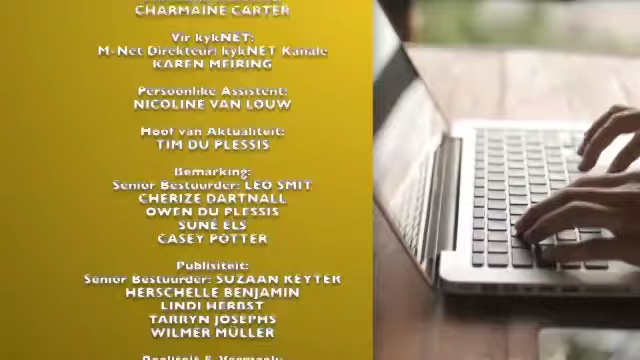 CHARMAINE CARTER
Vir kykNET:
M-Net Direkteur: kykNET Kanale
KAREN MEIRING
Persoonlike Assistent:
NICOLINE VAN LOUW
Hoof van Aktualiteit:
TIM DU PLESSIS
Bemarking:
Senior Bestuurder: LEO SMIT
CHERIZE DARTNALL
OWEN DU PLESSIS
SUNÉ ELS
CASEY POTTER
Publisiteit:
Senior Bestuurder: SUZAAN KEYTER
HERSCHELLE BENJAMIN
LINDI HERBST
TARRYN JOSEPHS
WILMER MÜLLER